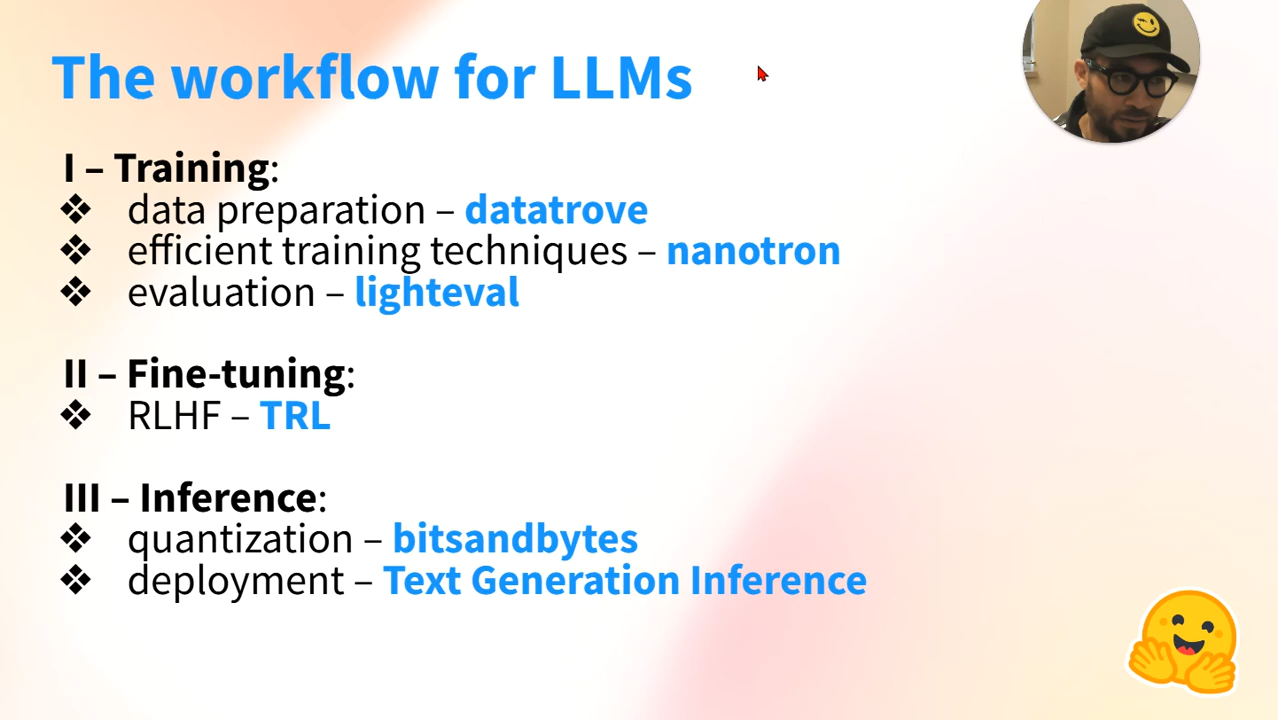 The workflow for LLMs
I – Training:
❖ data preparation – datatrove
❖ efficient training techniques – nanotron
❖ evaluation – lighteval
II – Fine-tuning:
❖ RLHF – TRL
III – Inference:
❖ quantization – bitsandbytes
❖ deployment – Text Generation Inference